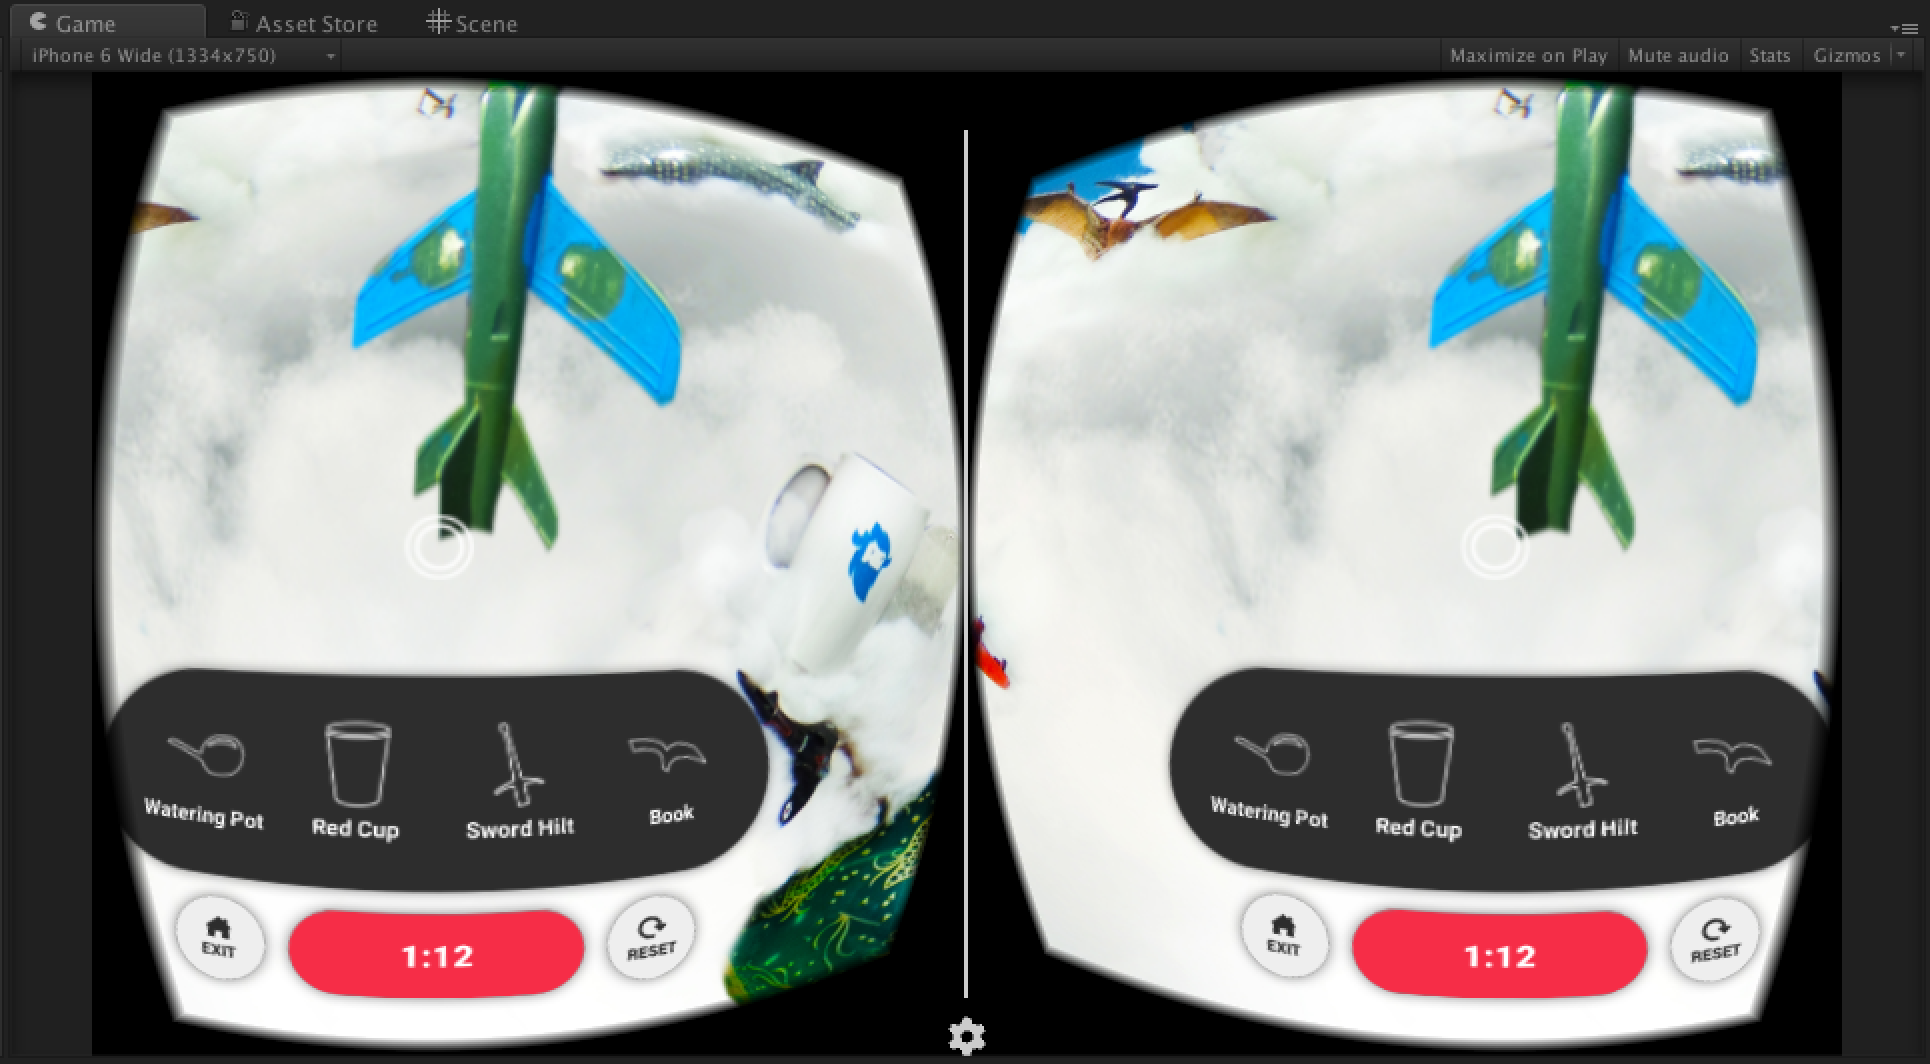 Game
Asset Store
Scene
iPhone 6 Wide (1334x750)
Maximize on Play
Mute audio
Stats
Gizmos
Watering Pot
Red Cup
Sword Hilt
Book
EXIT
1:12
RESET
Watering Pot
Red Cup
Sword Hilt
Book
EXIT
1:12
RESET